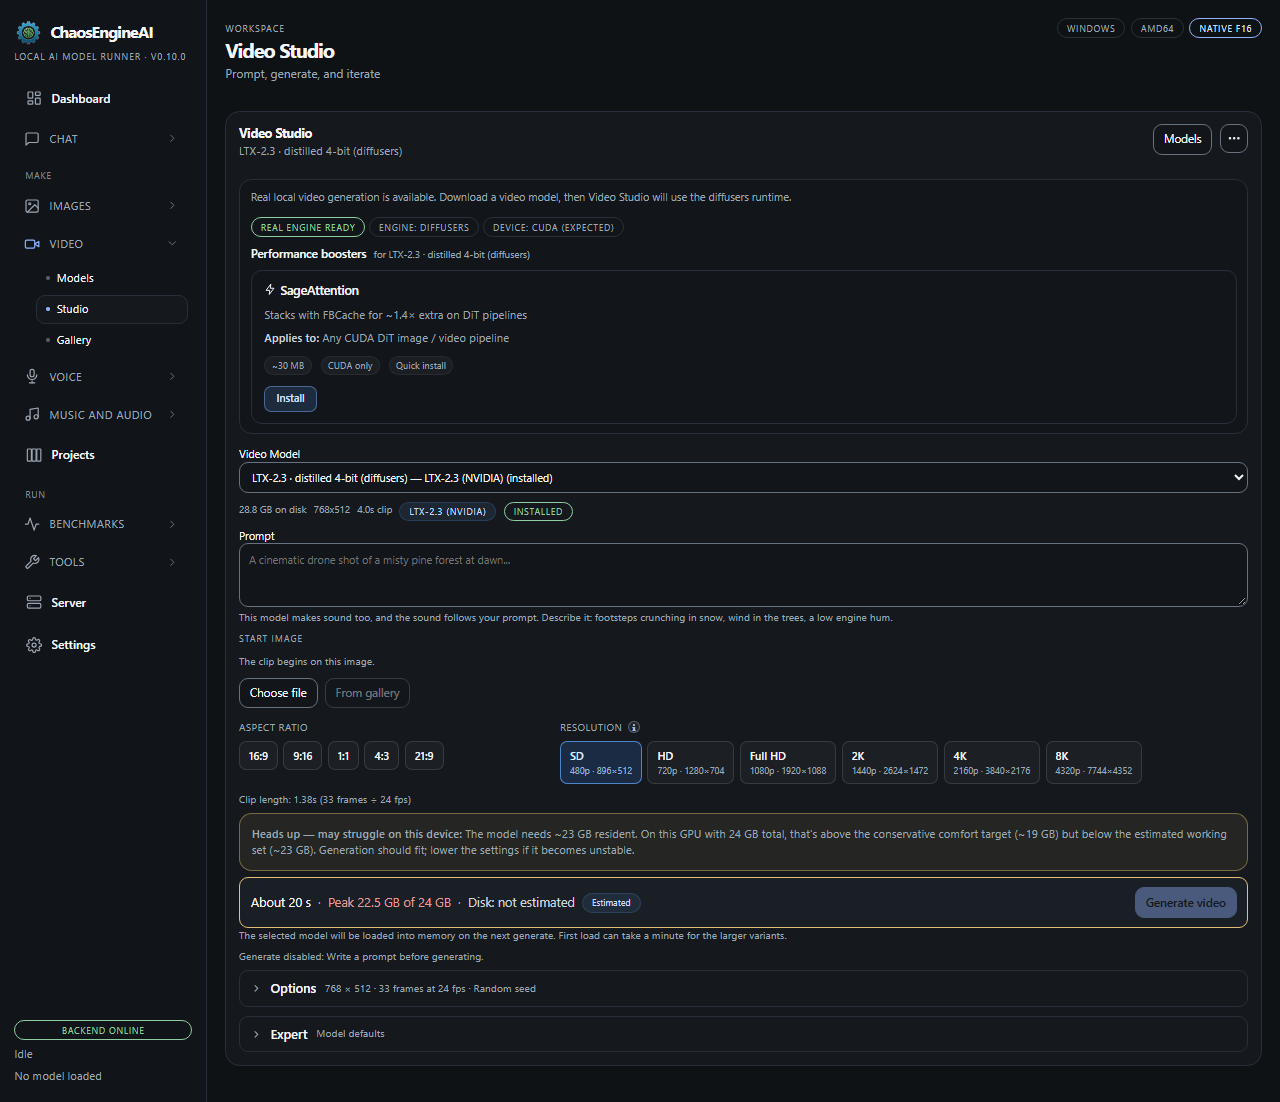 ChaosEngineAI
LOCAL AI MODEL RUNNER · V0.10.0
Dashboard
CHAT
MAKE
IMAGES
VIDEO
Models
Studio
Gallery
VOICE
MUSIC AND AUDIO
Projects
RUN
BENCHMARKS
TOOLS
Server
Settings
BACKEND ONLINE
Idle
No model loaded
WORKSPACE
Video Studio
Prompt, generate, and iterate
WINDOWS
AMD64
NATIVE F16
Video Studio
LTX-2.3 · distilled 4-bit (diffusers)
Models
Real local video generation is available. Download a video model, then Video Studio will use the diffusers runtime.
REAL ENGINE READY
ENGINE: DIFFUSERS
DEVICE: CUDA (EXPECTED)
Performance boosters for LTX-2.3 · distilled 4-bit (diffusers)
SageAttention
Stacks with FBCache for ~1.4× extra on DiT pipelines
Applies to: Any CUDA DiT image / video pipeline
~30 MB
CUDA only
Quick install
Install
Video Model
LTX-2.3 · distilled 4-bit (diffusers) — LTX-2.3 (NVIDIA) (installed)
28.8 GB on disk 768x512 4.0s clip LTX-2.3 (NVIDIA) INSTALLED
Prompt
A cinematic drone shot of a misty pine forest at dawn...
This model makes sound too, and the sound follows your prompt. Describe it: footsteps crunching in snow, wind in the trees, a low engine hum.
START IMAGE
The clip begins on this image.
Choose file
From gallery
ASPECT RATIO
16:9
9:16
1:1
4:3
21:9
RESOLUTION
SD
480p · 896×512
HD
720p · 1280×704
Full HD
1080p · 1920×1088
2K
1440p · 2624×1472
4K
2160p · 3840×2176
8K
4320p · 7744×4352
Clip length: 1.38s (33 frames ÷ 24 fps)
Heads up — may struggle on this device: The model needs ~23 GB resident. On this GPU with 24 GB total, that's above the conservative comfort target (~19 GB) but below the estimated working
set (~23 GB). Generation should fit; lower the settings if it becomes unstable.
About 20 s · Peak 22.5 GB of 24 GB · Disk: not estimated Estimated
Generate video
The selected model will be loaded into memory on the next generate. First load can take a minute for the larger variants.
Generate disabled: Write a prompt before generating.
Options 768 × 512 · 33 frames at 24 fps · Random seed
Expert Model defaults